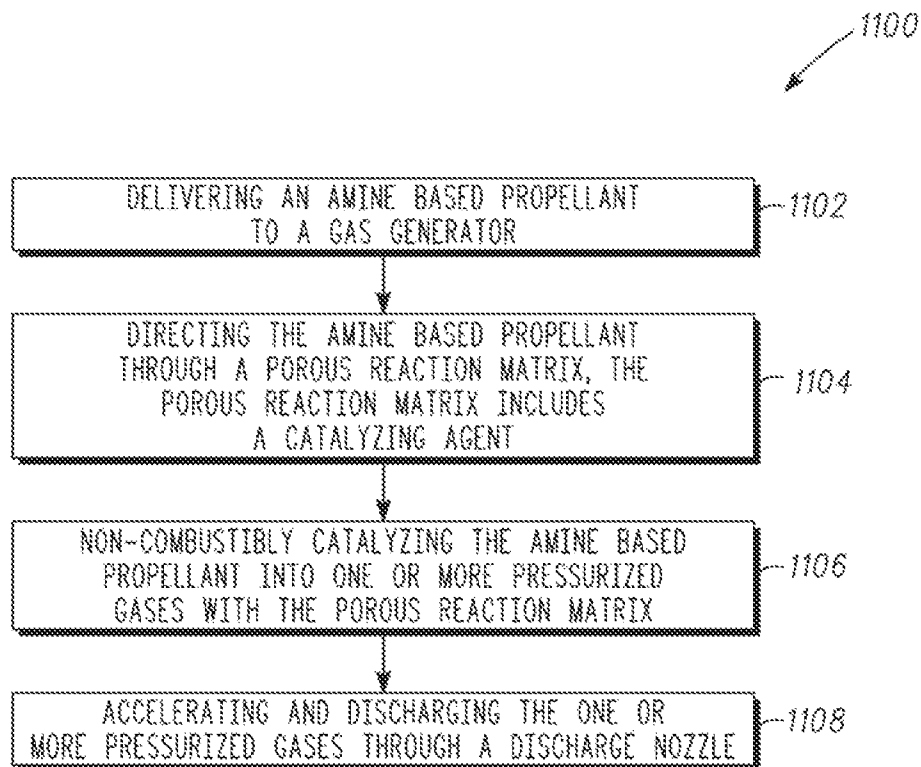 1100
DELIVERING AN AMINE BASED PROPELLANT
TO A GAS GENERATOR
1102
DIRECTING THE AMINE BASED PROPELLANT
THROUGH A POROUS REACTION MATRIX, THE
POROUS REACTION MATRIX INCLUDES
A CATALYZING AGENT
1104
NON-COMBUSTIBLY CATALYZING THE AMINE BASED
PROPELLANT INTO ONE OR MORE PRESSURIZED
GASES WITH THE POROUS REACTION MATRIX
1106
ACCELERATING AND DISCHARGING THE ONE OR
MORE PRESSURIZED GASES THROUGH A DISCHARGE NOZZLE
1108